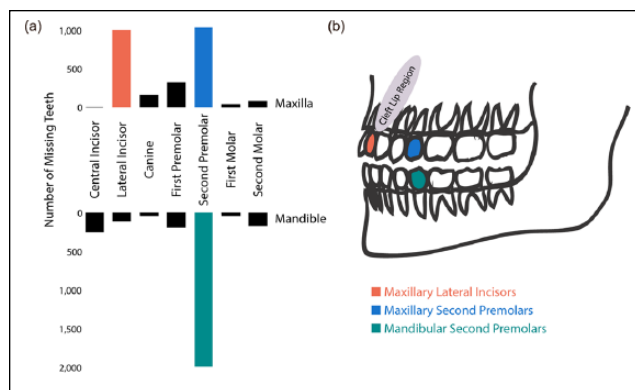 (a)
Number of Missing Teeth
1,000
500
0
Maxilla
Central Incisor
Lateral Incisor
Canine
First Premolar
Second Premolar
First Molar
Second Molar
0
Mandible
500
1,000
1,500
2,000
(b)
Cleft Lip Region
Maxillary Lateral Incisors
Maxillary Second Premolars
Mandibular Second Premolars